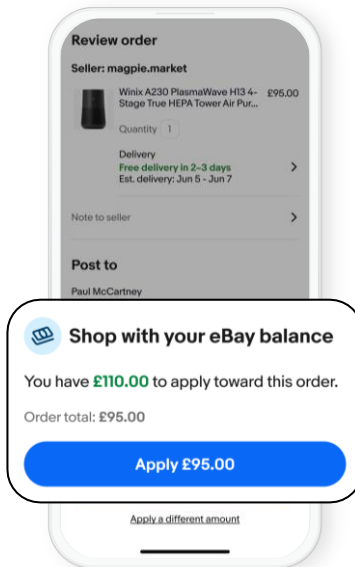 Review order
Seller: magpie.market
Winix A230 PlasmaWave H13 4- £95.00
Stage True HEPA Tower Air Pur...
Quantity 1
Delivery
Free delivery in 2-3 days
Est. delivery: Jun 5 - Jun 7
Note to seller
Post to
Paul McCartney
Shop with your eBay balance
You have £110.00 to apply toward this order.
Order total: £95.00
Apply £95.00
Apply a different amount